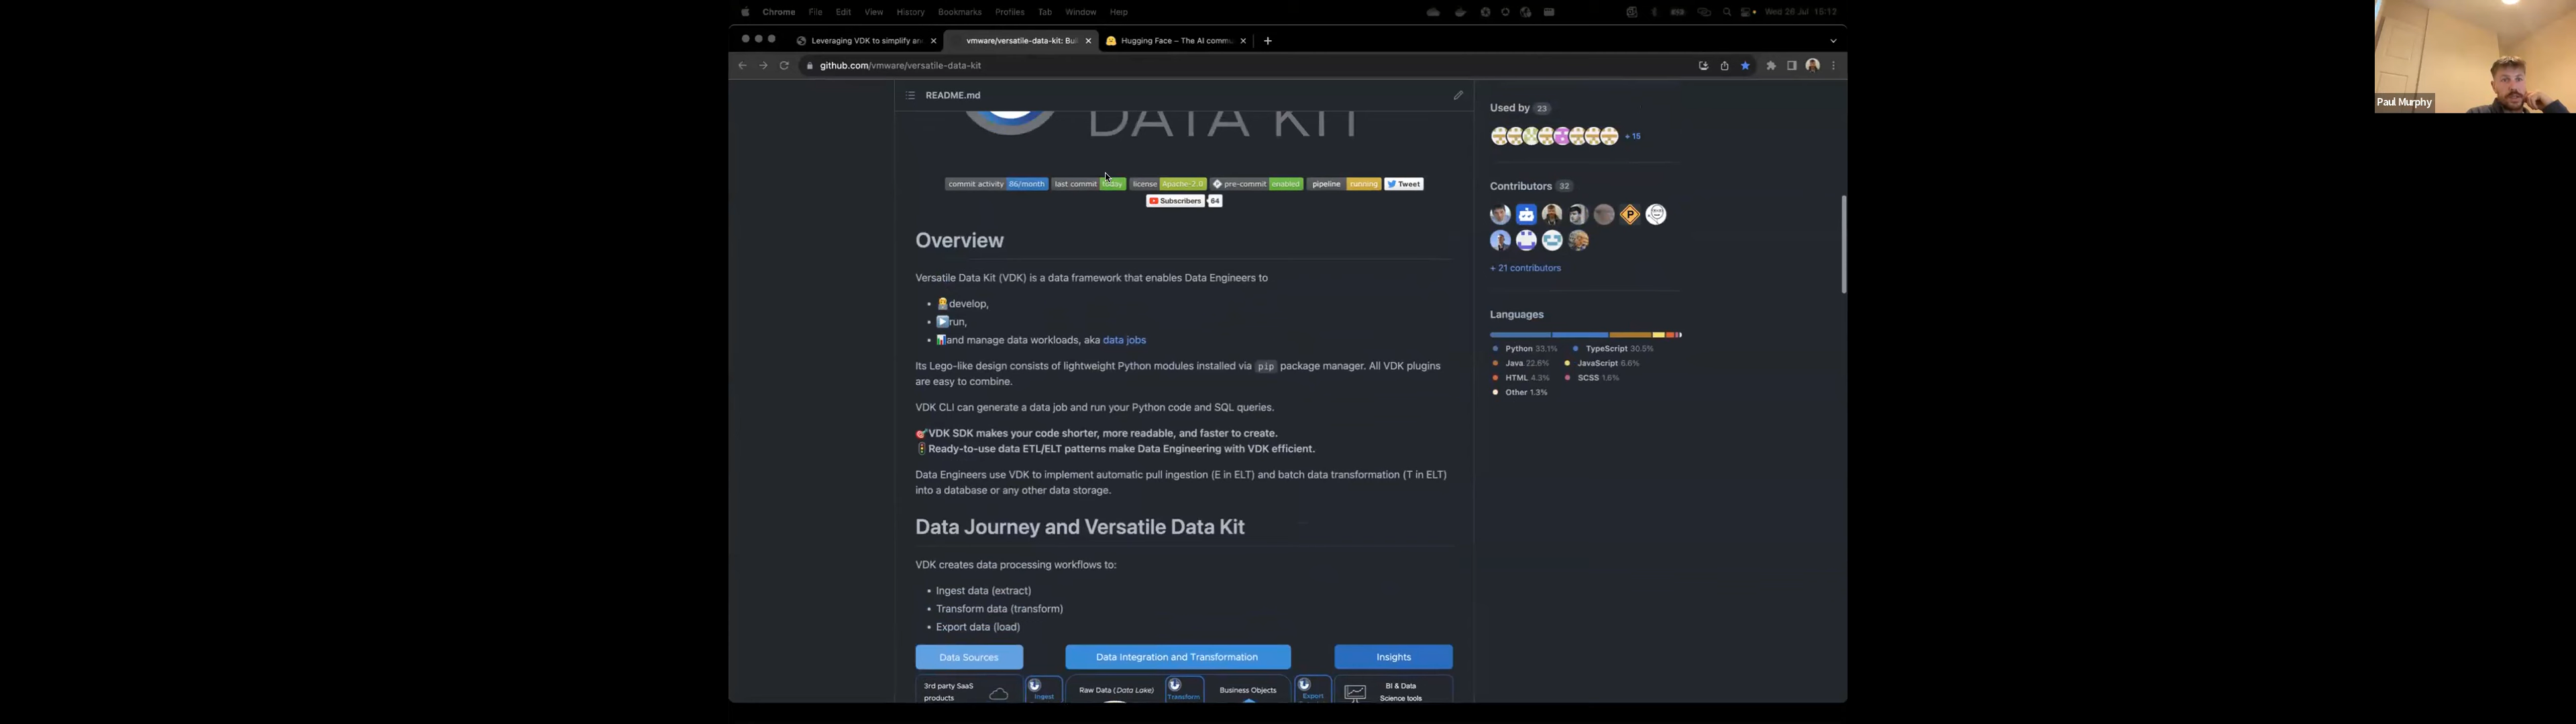 Chrome File Edit View History Bookmarks Profiles Tab Window Help Wed 26 Jul 15:12
Leveraging VDK to simplify an
vmware/versatile-data-kit: Bui
Hugging Face – The AI commu
github.com/vmware/versatile-data-kit
Paul Murphy
README.md
DATA KIT
commit activity 86/month last commit today license Apache-2.0 pre-commit enabled pipeline running Tweet
Subscribers 64
Overview
Versatile Data Kit (VDK) is a data framework that enables Data Engineers to
develop,
run,
and manage data workloads, aka data jobs
Its Lego-like design consists of lightweight Python modules installed via pip package manager. All VDK plugins
are easy to combine.
VDK CLI can generate a data job and run your Python code and SQL queries.
VDK SDK makes your code shorter, more readable, and faster to create.
Ready-to-use data ETL/ELT patterns make Data Engineering with VDK efficient.
Data Engineers use VDK to implement automatic pull ingestion (E in ELT) and batch data transformation (T in ELT)
into a database or any other data storage.
Data Journey and Versatile Data Kit
VDK creates data processing workflows to:
Ingest data (extract)
Transform data (transform)
Export data (load)
Data Sources Data Integration and Transformation Insights
3rd party SaaS
products
Ingest
Raw Data (Data Lake)
Transform
Business Objects
Export
BI & Data
Science tools
Used by 23
+ 15
Contributors 32
+ 21 contributors
Languages
Python 33.1% TypeScript 30.5%
Java 22.6% JavaScript 6.6%
HTML 4.3% SCSS 1.6%
Other 1.3%